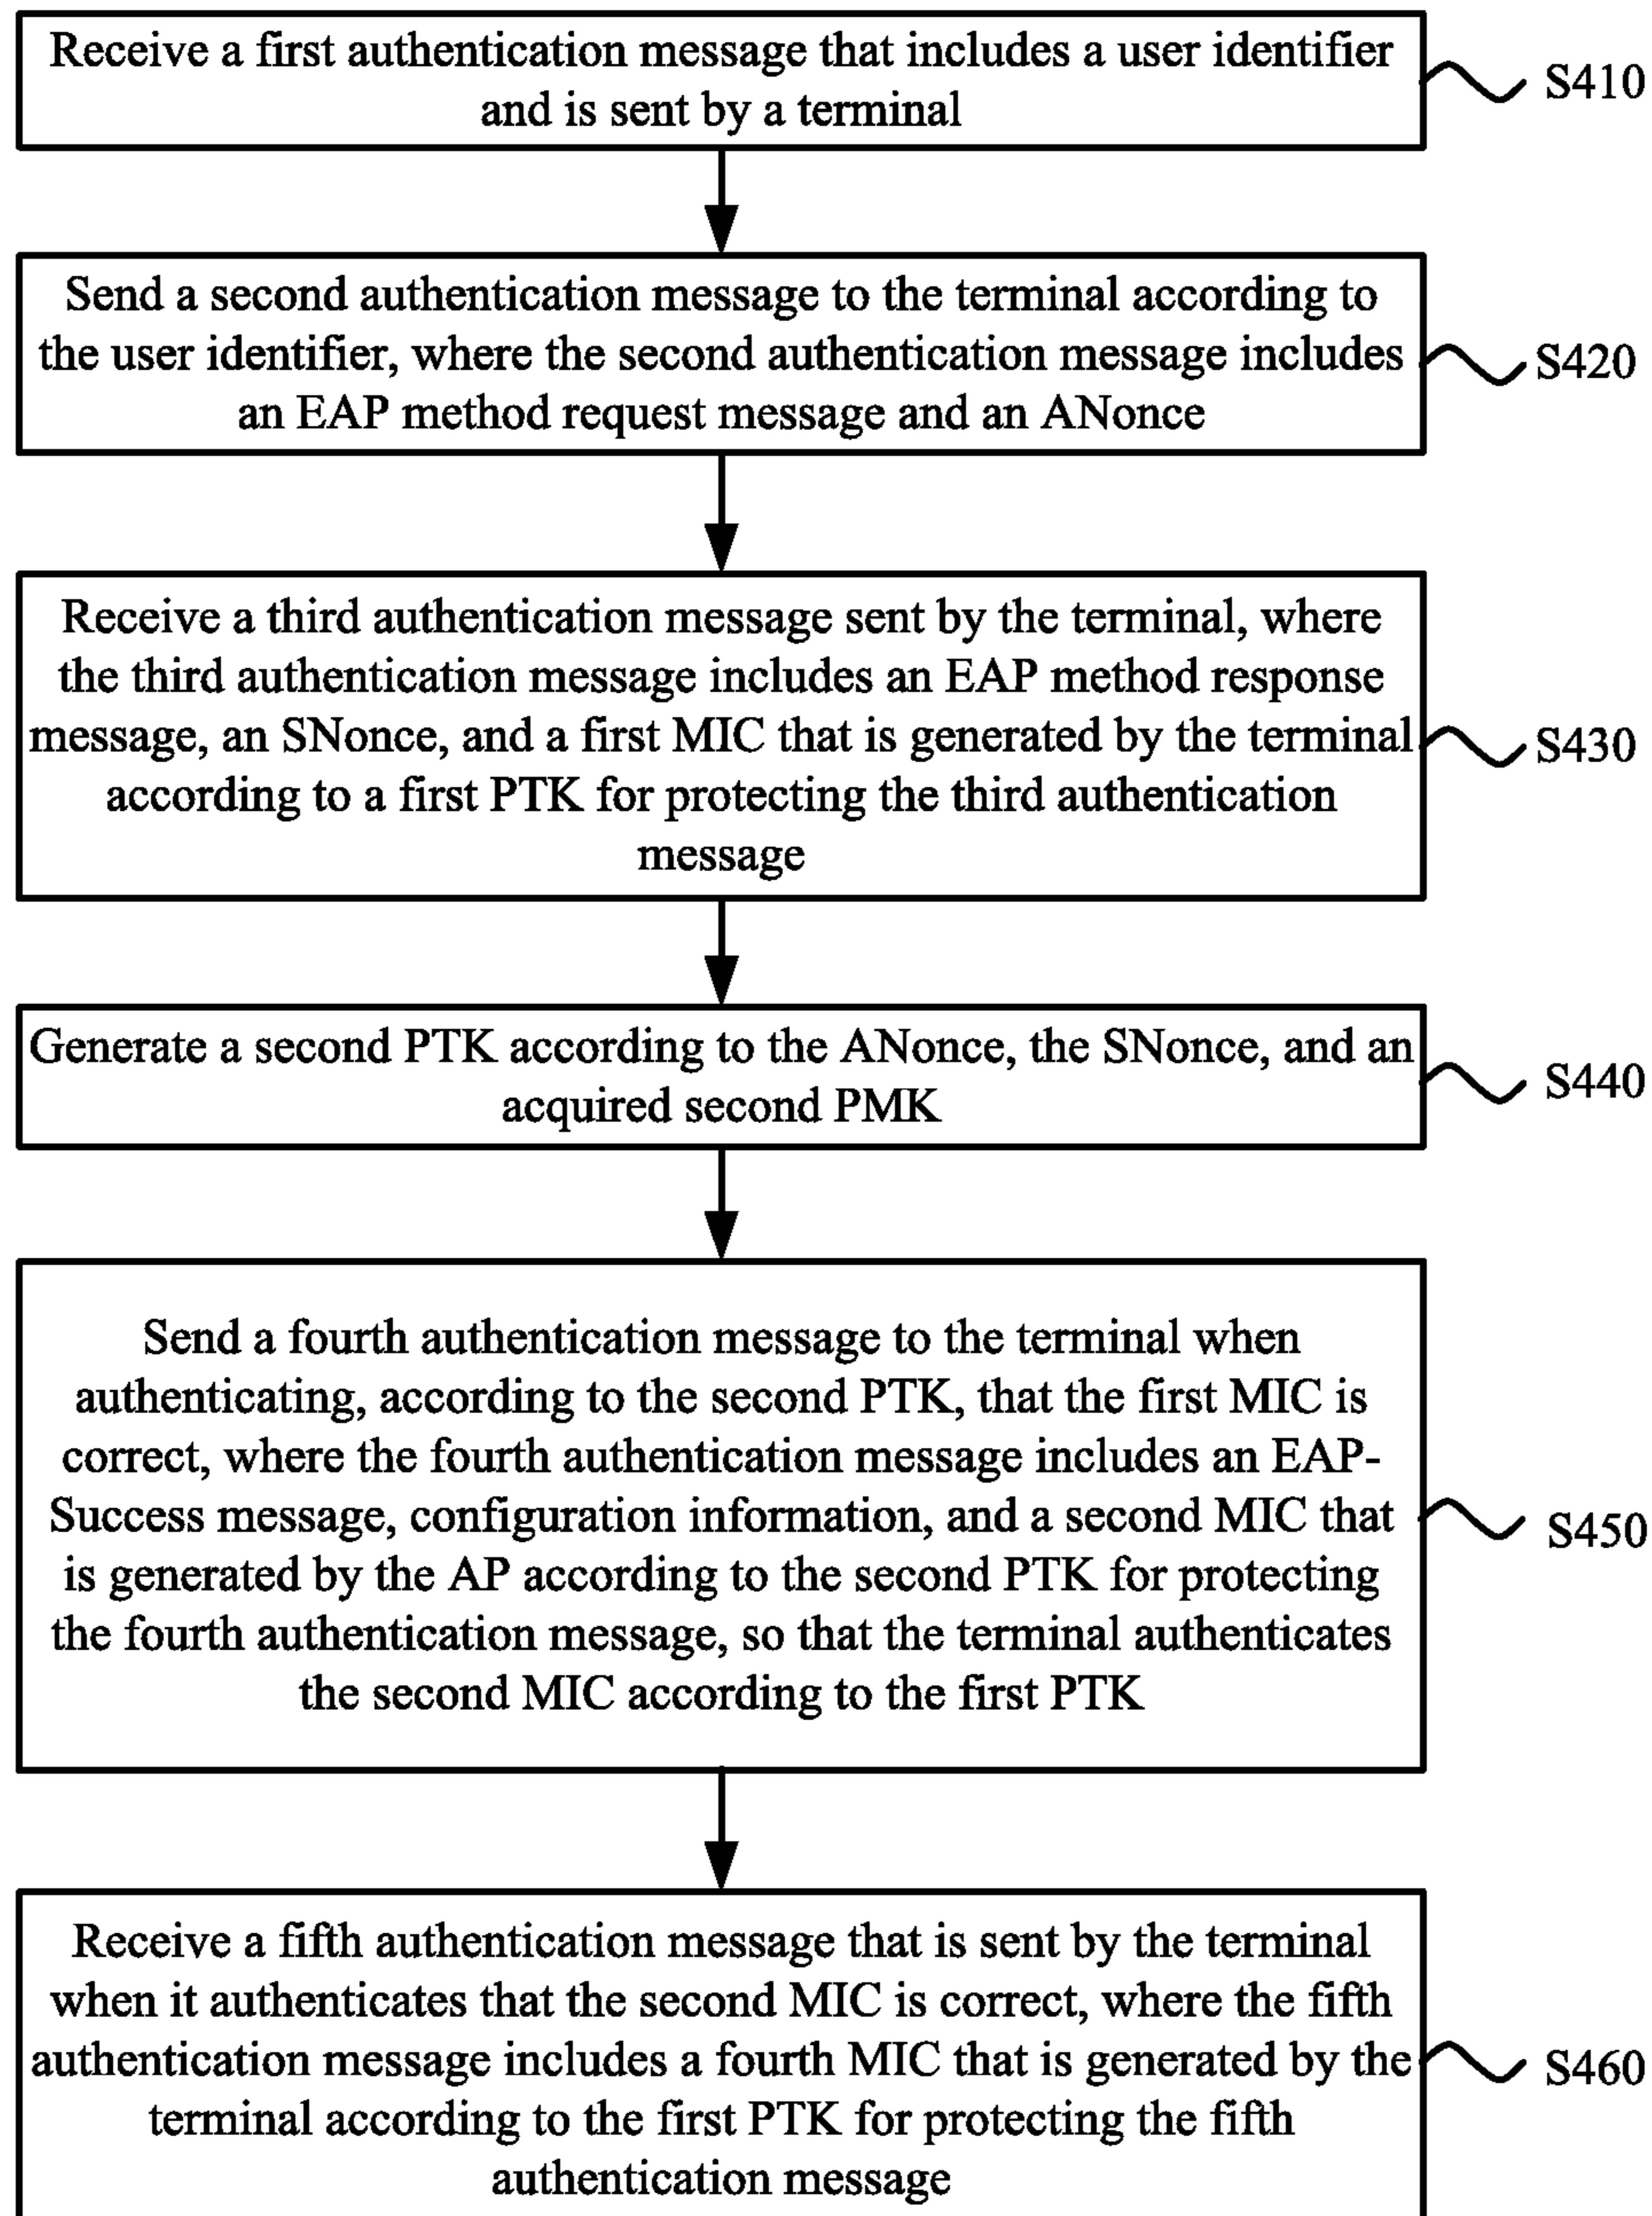 Receive a first authentication message that includes a user identifier
and is sent by a terminal
S410
Send a second authentication message to the terminal according to
the user identifier, where the second authentication message includes
an EAP method request message and an ANonce
S420
Receive a third authentication message sent by the terminal, where
the third authentication message includes an EAP method response
message, an SNonce, and a first MIC that is generated by the terminal
according to a first PTK for protecting the third authentication
message
S430
Generate a second PTK according to the ANonce, the SNonce, and an
acquired second PMK
S440
Send a fourth authentication message to the terminal when
authenticating, according to the second PTK, that the first MIC is
correct, where the fourth authentication message includes an EAP-
Success message, configuration information, and a second MIC that
is generated by the AP according to the second PTK for protecting
the fourth authentication message, so that the terminal authenticates
the second MIC according to the first PTK
S450
Receive a fifth authentication message that is sent by the terminal
when it authenticates that the second MIC is correct, where the fifth
authentication message includes a fourth MIC that is generated by the
terminal according to the first PTK for protecting the fifth
authentication message
S460